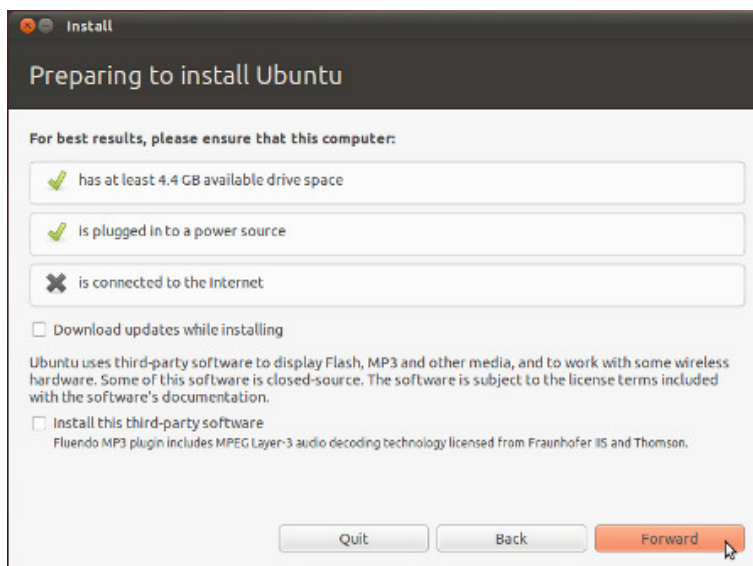 Install
Preparing to install Ubuntu
For best results, please ensure that this computer:
has at least 4.4 GB available drive space
is plugged in to a power source
is connected to the Internet
Download updates while installing
Ubuntu uses third-party software to display Flash, MP3 and other media, and to work with some wireless
hardware. Some of this software is closed-source. The software is subject to the license terms included
with the software's documentation.
Install this third-party software
Fluendo MP3 plugin includes MPEG Layer-3 audio decoding technology licensed from Fraunhofer IIS and Thomson.
Quit Back Forward